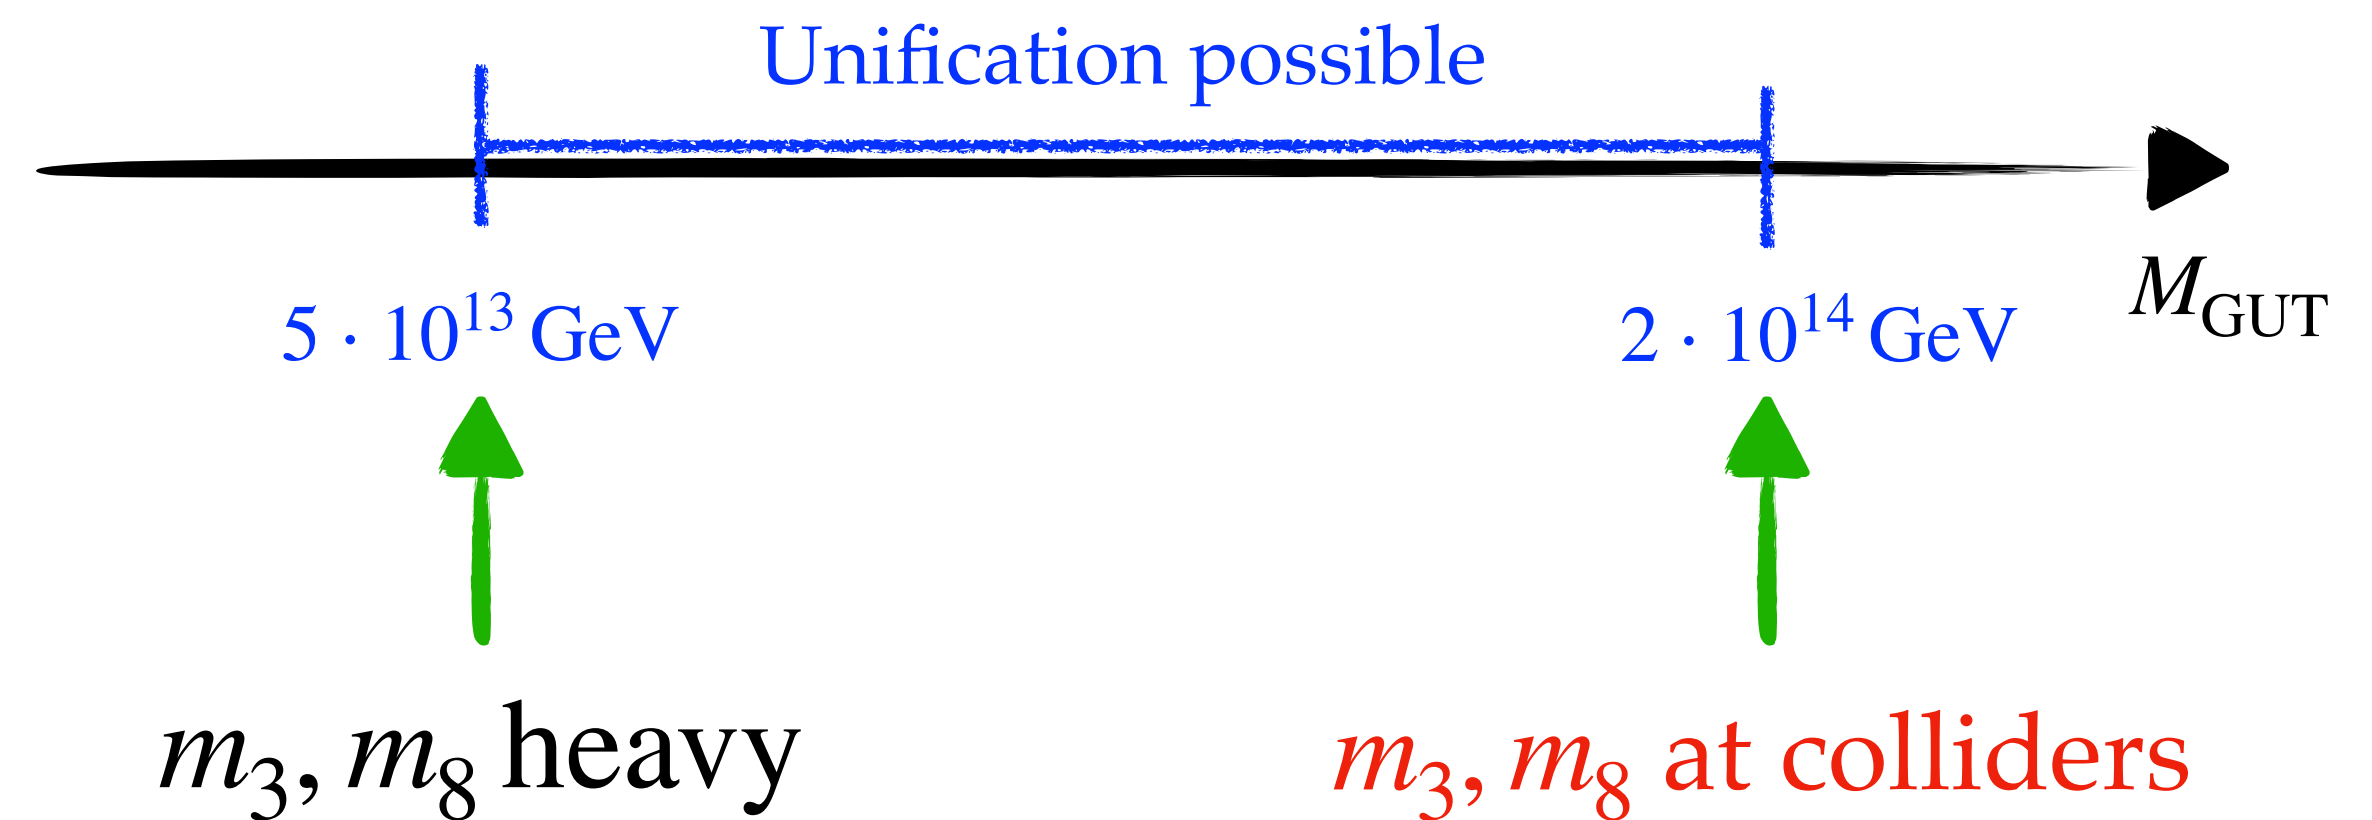 Unification possible
5 · 10^13 GeV
2 · 10^14 GeV
M_GUT
m_3, m_8 heavy
m_3, m_8 at colliders